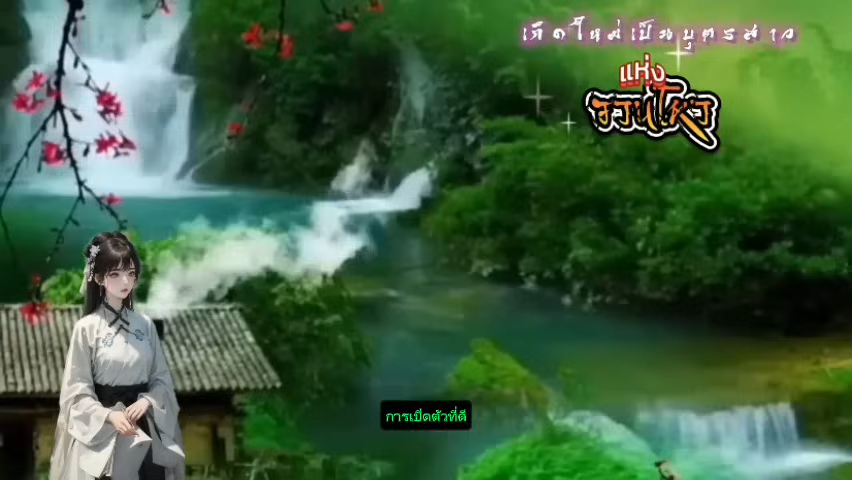 เกิดใหม่เป็นบุตรสาว
แห่ง
จวนโหว
การเปิดตัวที่ดี